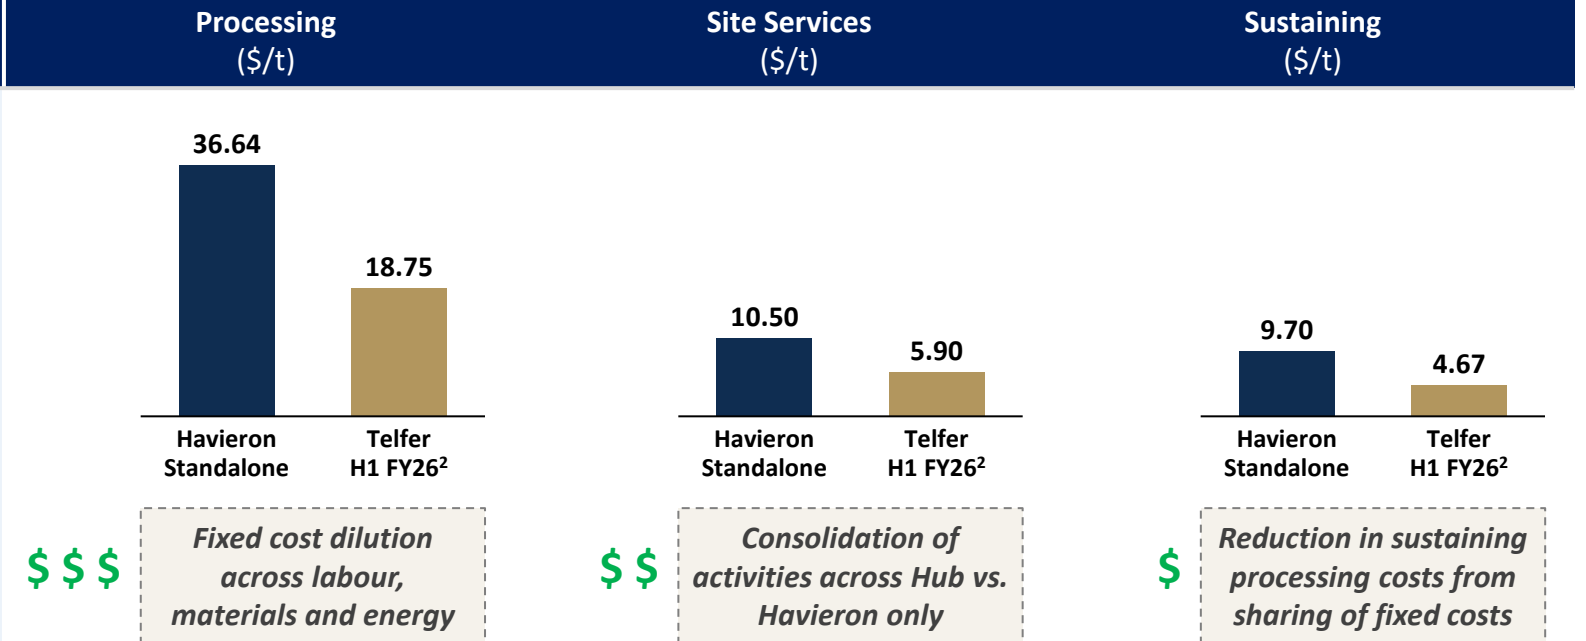 Processing
($/t)
36.64
18.75
Havieron
Standalone
Telfer
H1 FY26²
$ $ $
Fixed cost dilution
across labour,
materials and energy
Site Services
($/t)
10.50
5.90
Havieron
Standalone
Telfer
H1 FY26²
$ $
Consolidation of
activities across Hub vs.
Havieron only
Sustaining
($/t)
9.70
4.67
Havieron
Standalone
Telfer
H1 FY26²
$
Reduction in sustaining
processing costs from
sharing of fixed costs